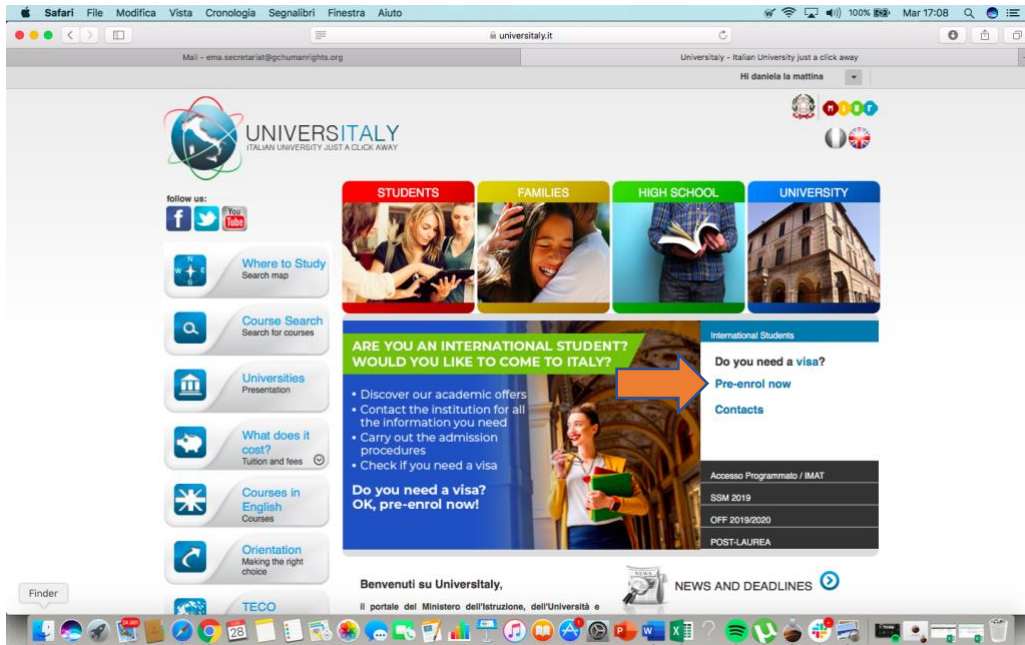 Safari File Modifica Vista Cronologia Segnalibri Finestra Aiuto
100% Mar 17:08
universitaly.it
Mail – ema.secretariat@gchumanrights.org
Universitaly - Italian University just a click away
Hi daniela la mattina
UNIVERSITALY
ITALIAN UNIVERSITY JUST A CLICK AWAY
M I U R
follow us:
f
You
Tube
STUDENTS
FAMILIES
HIGH SCHOOL
UNIVERSITY
N
W E
S
Where to Study
Search map
Course Search
Search for courses
Universities
Presentation
What does it
cost?
Tuition and fees
Courses in
English
Courses
Orientation
Making the right
choice
TECO
ARE YOU AN INTERNATIONAL STUDENT?
WOULD YOU LIKE TO COME TO ITALY?
• Discover our academic offers
• Contact the institution for all
the information you need
• Carry out the admission
procedures
• Check if you need a visa
Do you need a visa?
OK, pre-enrol now!
International Students
Do you need a visa?
Pre-enrol now
Contacts
Accesso Programmato / IMAT
SSM 2019
OFF 2019/2020
POST-LAUREA
Benvenuti su Universitaly,
il portale del Ministero dell'Istruzione, dell'Università e
NEWS
NEWS AND DEADLINES
Finder
28